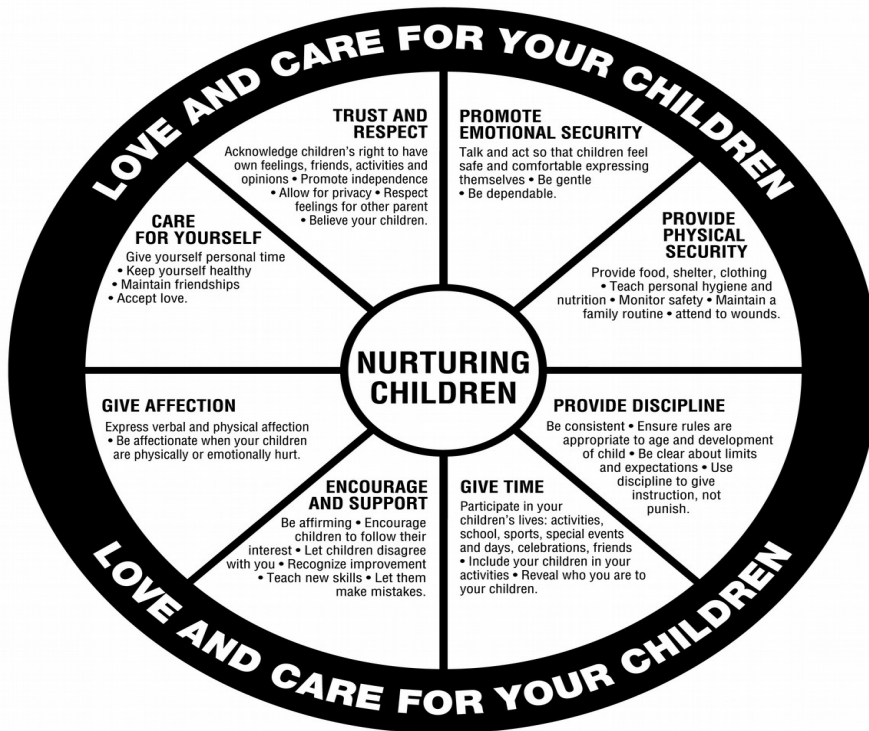 LOVE AND CARE FOR YOUR CHILDREN
TRUST AND
RESPECT
Acknowledge children's right to have
own feelings, friends, activities and
opinions • Promote independence
• Allow for privacy • Respect
feelings for other parent
• Believe your children.
PROMOTE
EMOTIONAL SECURITY
Talk and act so that children feel
safe and comfortable expressing
themselves • Be gentle
• Be dependable.
CARE
FOR YOURSELF
Give yourself personal time
• Keep yourself healthy
• Maintain friendships
• Accept love.
PROVIDE
PHYSICAL
SECURITY
Provide food, shelter, clothing
• Teach personal hygiene and
nutrition • Monitor safety • Maintain a
family routine • attend to wounds.
NURTURING
CHILDREN
GIVE AFFECTION
Express verbal and physical affection
• Be affectionate when your children
are physically or emotionally hurt.
PROVIDE DISCIPLINE
Be consistent • Ensure rules are
appropriate to age and development
of child • Be clear about limits
and expectations • Use
discipline to give
instruction, not
punish.
ENCOURAGE
AND SUPPORT
Be affirming • Encourage
children to follow their
interest • Let children disagree
with you • Recognize improvement
• Teach new skills • Let them
make mistakes.
GIVE TIME
Participate in your
children's lives: activities,
school, sports, special events
and days, celebrations, friends
• Include your children in your
activities • Reveal who you are to
your children.
LOVE AND CARE FOR YOUR CHILDREN